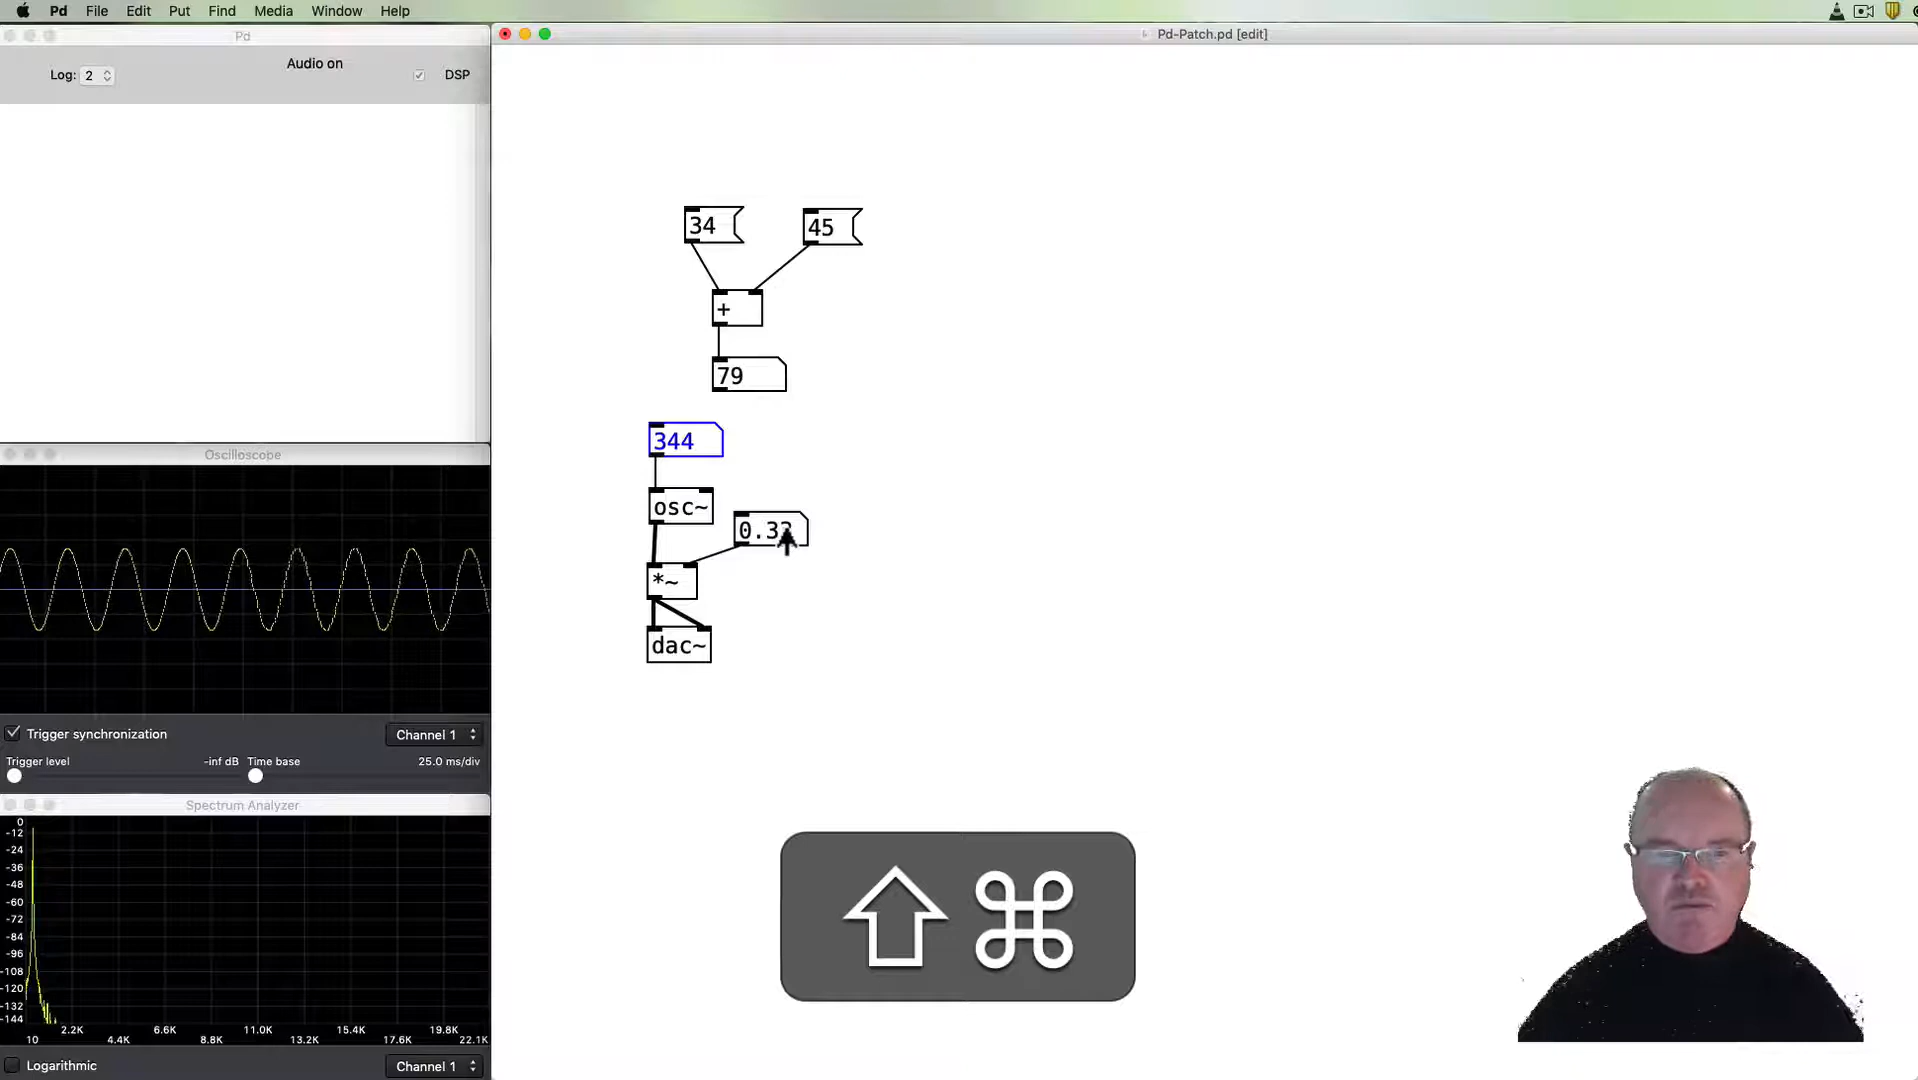 Pd File Edit Put Find Media Window Help
Pd
Audio on
Log: 2
DSP
Pd-Patch.pd [edit]
34
45
+
79
344
osc~
*~
dac~
Oscilloscope
Trigger synchronization
Channel 1
Trigger level
-inf dB
Time base
25.0 ms/div
Spectrum Analyzer
0
-12
-24
-36
-48
-60
-72
-84
-96
-108
-120
-132
-144
2.2K 6.6K 11.0K 15.4K 19.8K
10 4.4K 8.8K 13.2K 17.6K 22.1K
Logarithmic
Channel 1